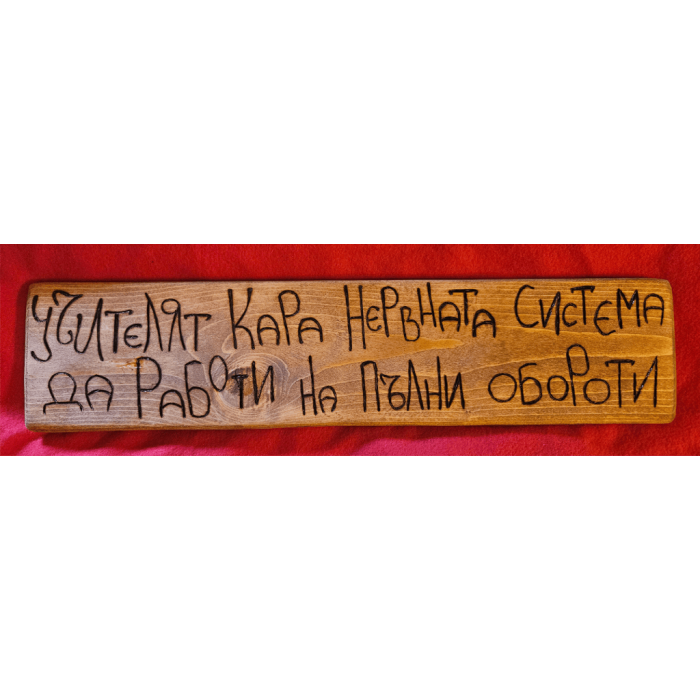 УЧИТЕЛЯТ КАРА НЕРВНАТА СИСТЕМА
ДА РАБОТИ НА ПЪЛНИ ОБОРОТИ